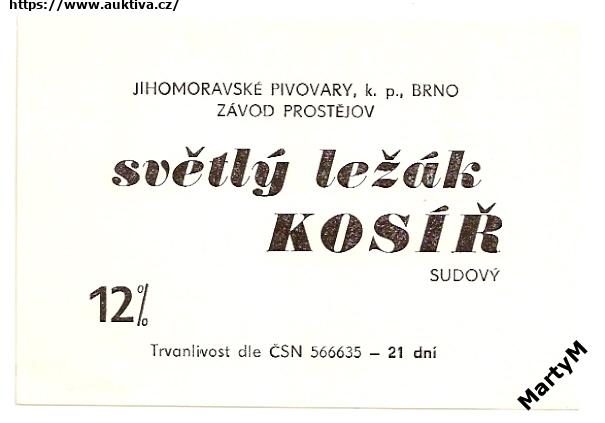 https://www.auktiva.cz/
JIHOMORAVSKÉ PIVOVARY, k. p., BRNO
ZÁVOD PROSTĚJOV
světlý ležák
KOSÍŘ
SUDOVÝ
12%
Trvanlivost dle ČSN 566635 – 21 dní
MartyM